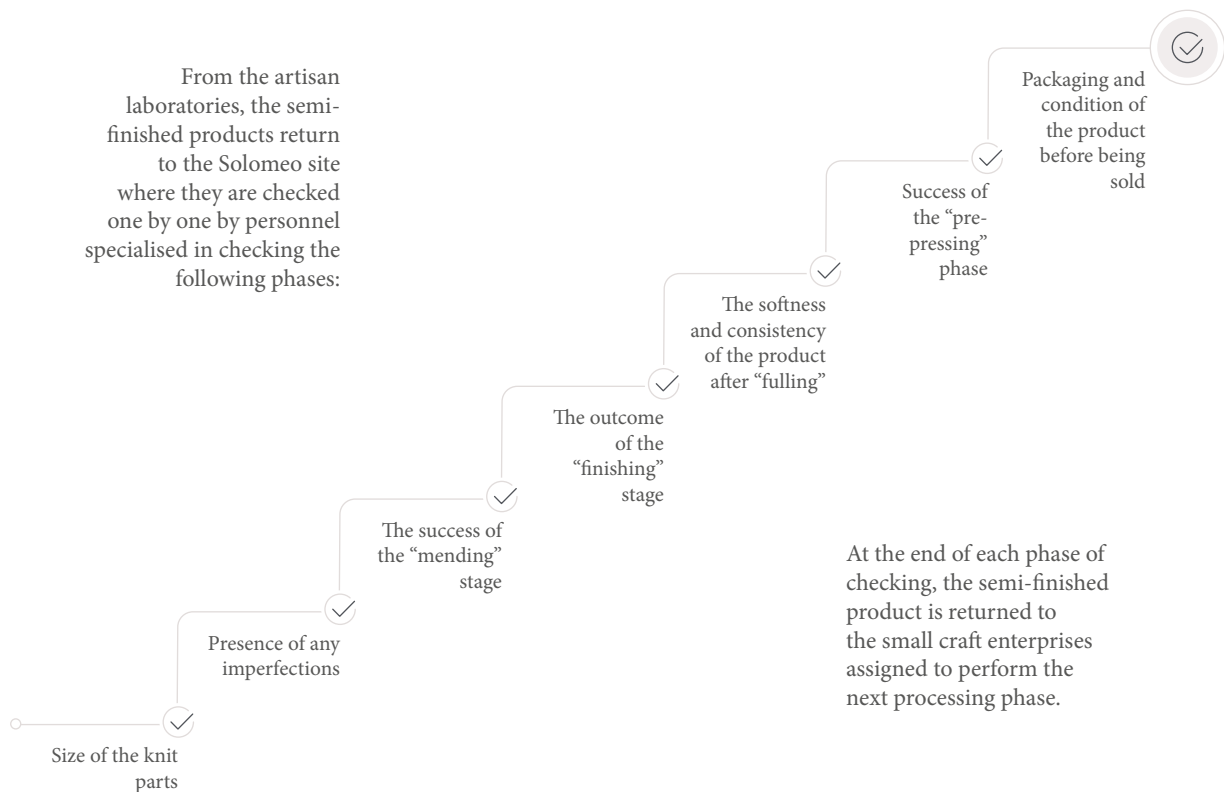 From the artisan
laboratories, the semi-
finished products return
to the Solomeo site
where they are checked
one by one by personnel
specialised in checking the
following phases:
Size of the knit
parts
Presence of any
imperfections
The success of
the “mending”
stage
The outcome
of the
“finishing”
stage
The softness
and consistency
of the product
after “fulling”
Success of
the “pre-
pressing”
phase
Packaging and
condition of
the product
before being
sold
At the end of each phase of
checking, the semi-finished
product is returned to
the small craft enterprises
assigned to perform the
next processing phase.